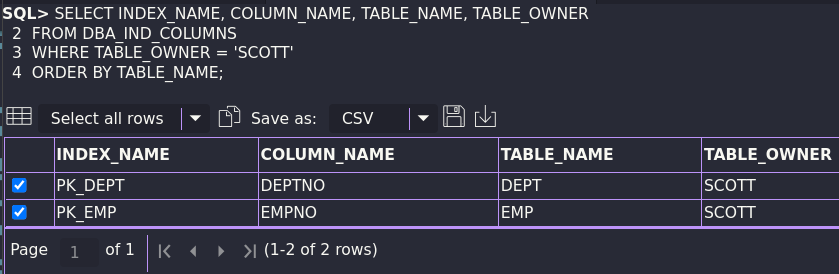 SQL> SELECT INDEX_NAME, COLUMN_NAME, TABLE_NAME, TABLE_OWNER
2 FROM DBA_IND_COLUMNS
3 WHERE TABLE_OWNER = 'SCOTT'
4 ORDER BY TABLE_NAME;
Select all rows Save as: CSV
INDEX_NAME COLUMN_NAME TABLE_NAME TABLE_OWNER
PK_DEPT DEPTNO DEPT SCOTT
PK_EMP EMPNO EMP SCOTT
Page 1 of 1 (1-2 of 2 rows)